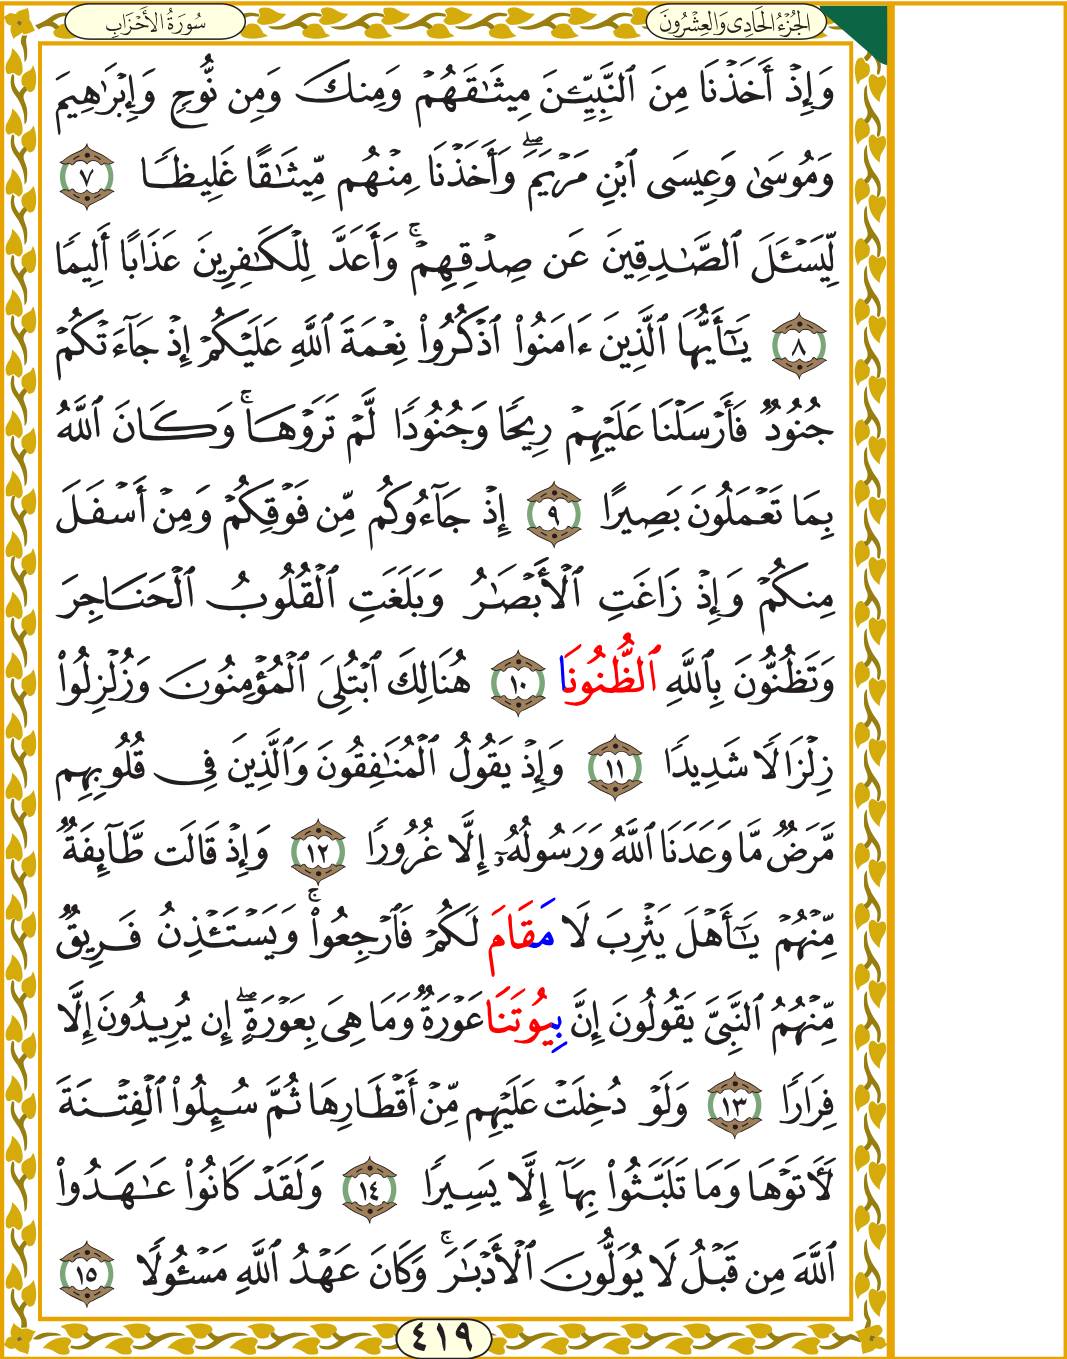 سُورَةُ الأَحْزَابِ
الجُزْءُ الحَادِى وَالعِشْرُونَ
وَإِذْ أَخَذْنَا مِنَ ٱلنَّبِيِّـۧنَ مِيثَـٰقَهُمْ وَمِنكَ وَمِن نُّوحٍ وَإِبْرَٰهِيمَ
وَمُوسَىٰ وَعِيسَى ٱبْنِ مَرْيَمَ ۖ وَأَخَذْنَا مِنْهُم مِّيثَـٰقًا غَلِيظًا ٧
لِّيَسْـَٔلَ ٱلصَّـٰدِقِينَ عَن صِدْقِهِمْ ۚ وَأَعَدَّ لِلْكَـٰفِرِينَ عَذَابًا أَلِيمًا
٨ يَـٰٓأَيُّهَا ٱلَّذِينَ ءَامَنُوا۟ ٱذْكُرُوا۟ نِعْمَةَ ٱللَّهِ عَلَيْكُمْ إِذْ جَآءَتْكُمْ
جُنُودٌ فَأَرْسَلْنَا عَلَيْهِمْ رِيحًا وَجُنُودًا لَّمْ تَرَوْهَا ۚ وَكَانَ ٱللَّهُ
بِمَا تَعْمَلُونَ بَصِيرًا ٩ إِذْ جَآءُوكُم مِّن فَوْقِكُمْ وَمِنْ أَسْفَلَ
مِنكُمْ وَإِذْ زَاغَتِ ٱلْأَبْصَـٰرُ وَبَلَغَتِ ٱلْقُلُوبُ ٱلْحَنَاجِرَ
وَتَظُنُّونَ بِٱللَّهِ ٱلظُّنُونَا ١٠ هُنَالِكَ ٱبْتُلِىَ ٱلْمُؤْمِنُونَ وَزُلْزِلُوا۟
زِلْزَالًا شَدِيدًا ١١ وَإِذْ يَقُولُ ٱلْمُنَـٰفِقُونَ وَٱلَّذِينَ فِى قُلُوبِهِم
مَّرَضٌ مَّا وَعَدَنَا ٱللَّهُ وَرَسُولُهُۥٓ إِلَّا غُرُورًا ١٢ وَإِذْ قَالَت طَّآئِفَةٌ
مِّنْهُمْ يَـٰٓأَهْلَ يَثْرِبَ لَا مَقَامَ لَكُمْ فَٱرْجِعُوا۟ ۚ وَيَسْتَـْٔذِنُ فَرِيقٌ
مِّنْهُمُ ٱلنَّبِىَّ يَقُولُونَ إِنَّ بِيُوتَنَا عَوْرَةٌ وَمَا هِىَ بِعَوْرَةٍ ۖ إِن يُرِيدُونَ إِلَّا
فِرَارًا ١٣ وَلَوْ دُخِلَتْ عَلَيْهِم مِّنْ أَقْطَارِهَا ثُمَّ سُئِلُوا۟ ٱلْفِتْنَةَ
لَـَٔاتَوْهَا وَمَا تَلَبَّثُوا۟ بِهَآ إِلَّا يَسِيرًا ١٤ وَلَقَدْ كَانُوا۟ عَـٰهَدُوا۟
ٱللَّهَ مِن قَبْلُ لَا يُوَلُّونَ ٱلْأَدْبَـٰرَ ۚ وَكَانَ عَهْدُ ٱللَّهِ مَسْـُٔولًا ١٥
٤١٩